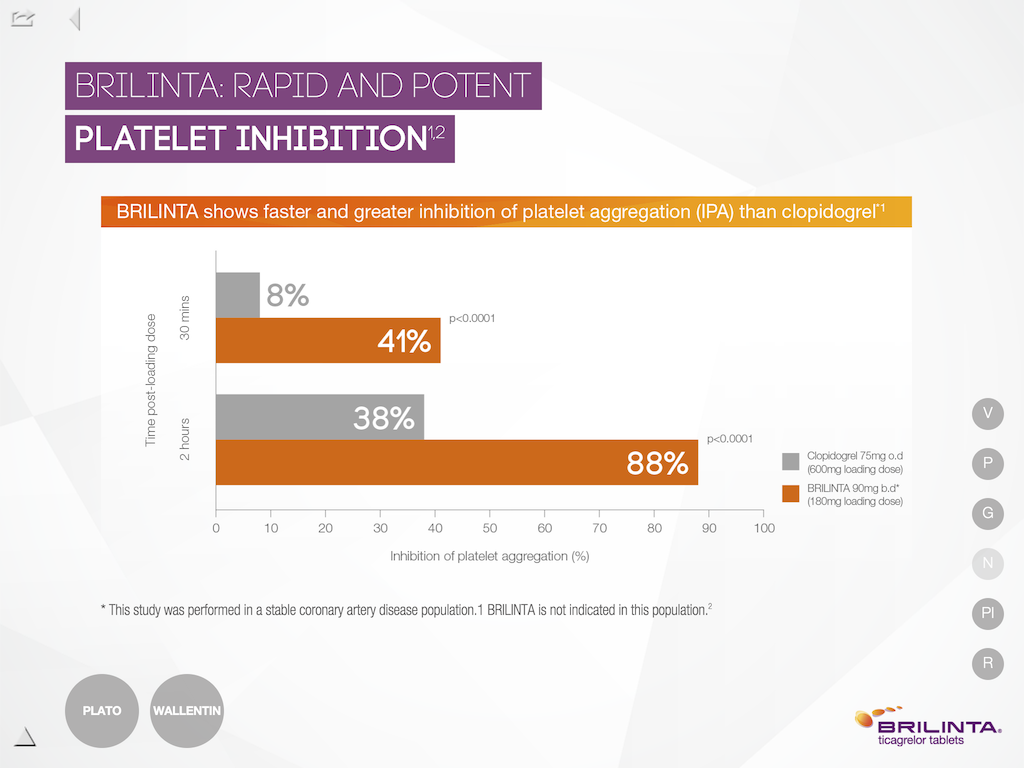 BRILINTA: RAPID AND POTENT
PLATELET INHIBITION1,2
BRILINTA shows faster and greater inhibition of platelet aggregation (IPA) than clopidogrel*1
Time post-loading dose
30 mins
8%
41%
p<0.0001
2 hours
38%
88%
p<0.0001
Clopidogrel 75mg o.d
(600mg loading dose)
BRILINTA 90mg b.d*
(180mg loading dose)
0 10 20 30 40 50 60 70 80 90 100
Inhibition of platelet aggregation (%)
* This study was performed in a stable coronary artery disease population.1 BRILINTA is not indicated in this population.2
V
P
G
N
PI
R
PLATO
WALLENTIN
BRILINTA®
ticagrelor tablets